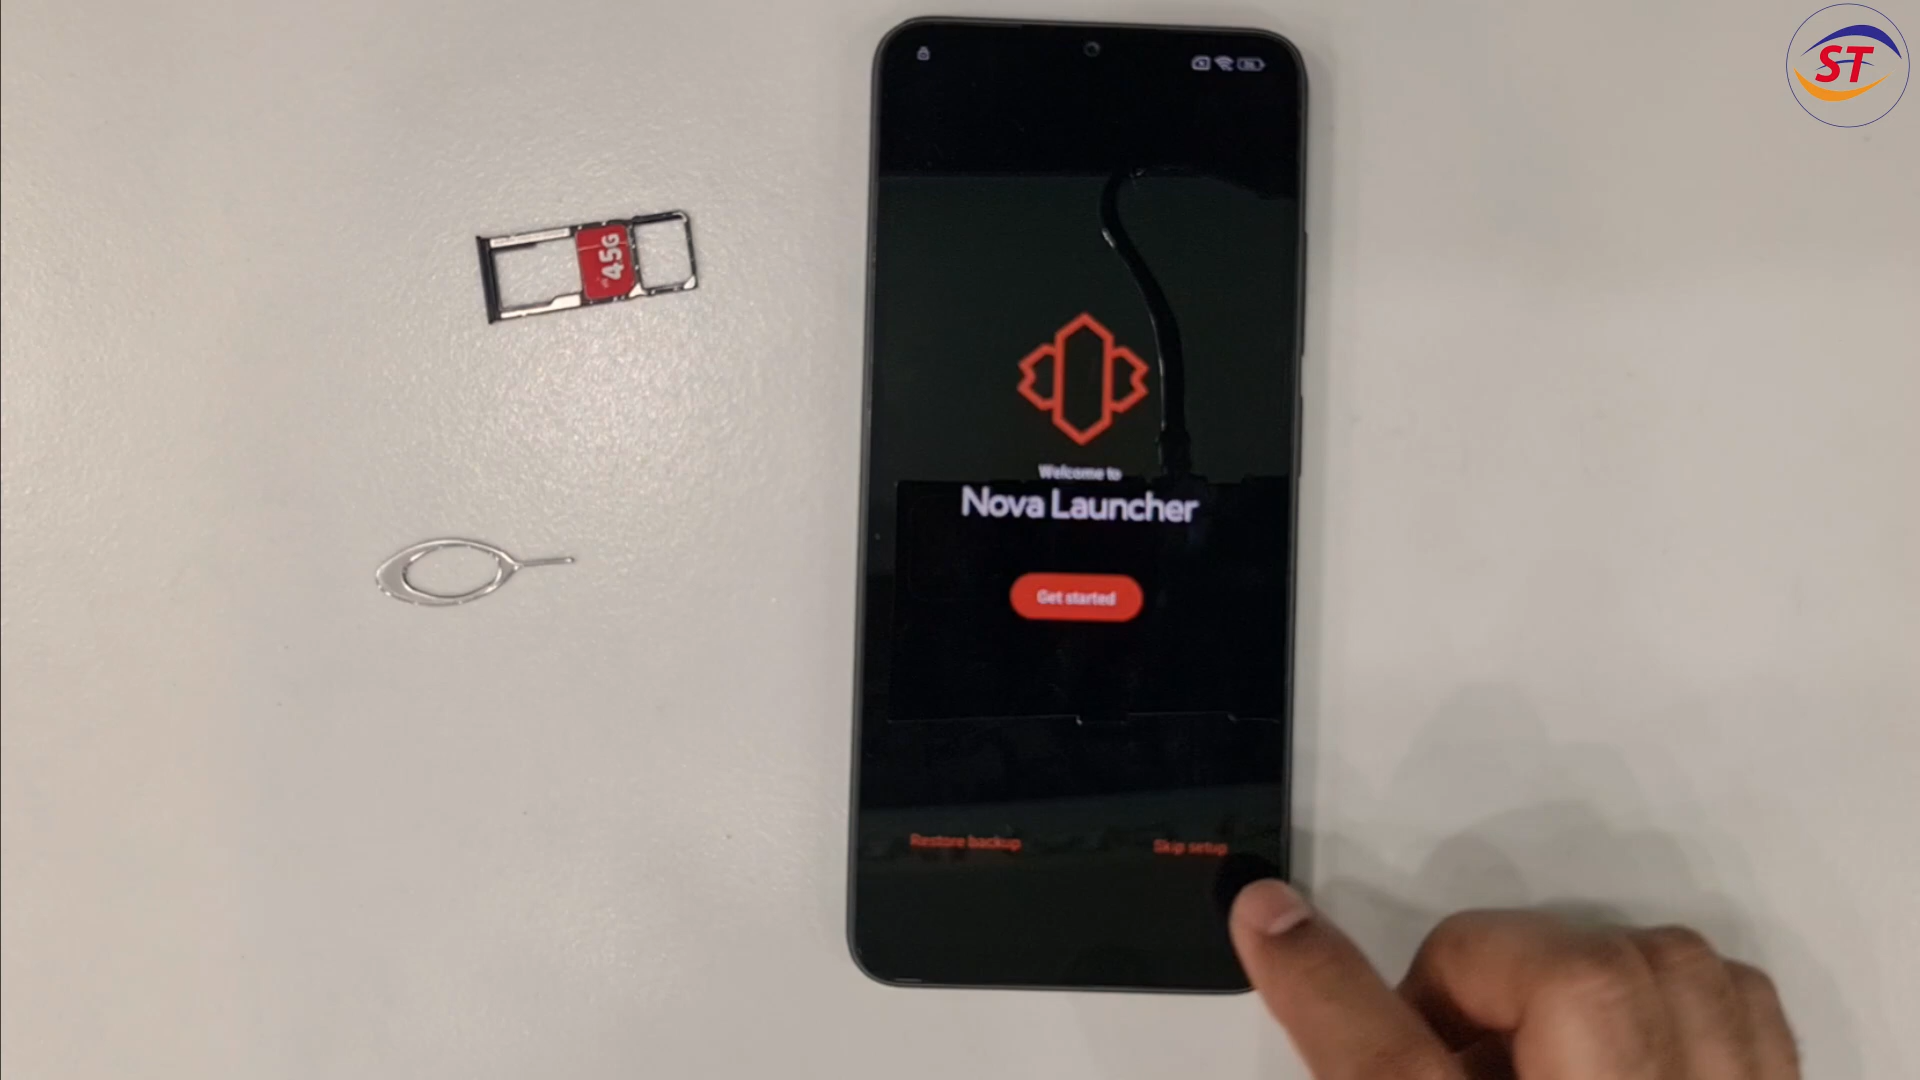 ST
45G
Welcome to
Nova Launcher
Get started
Restore backup
Skip setup